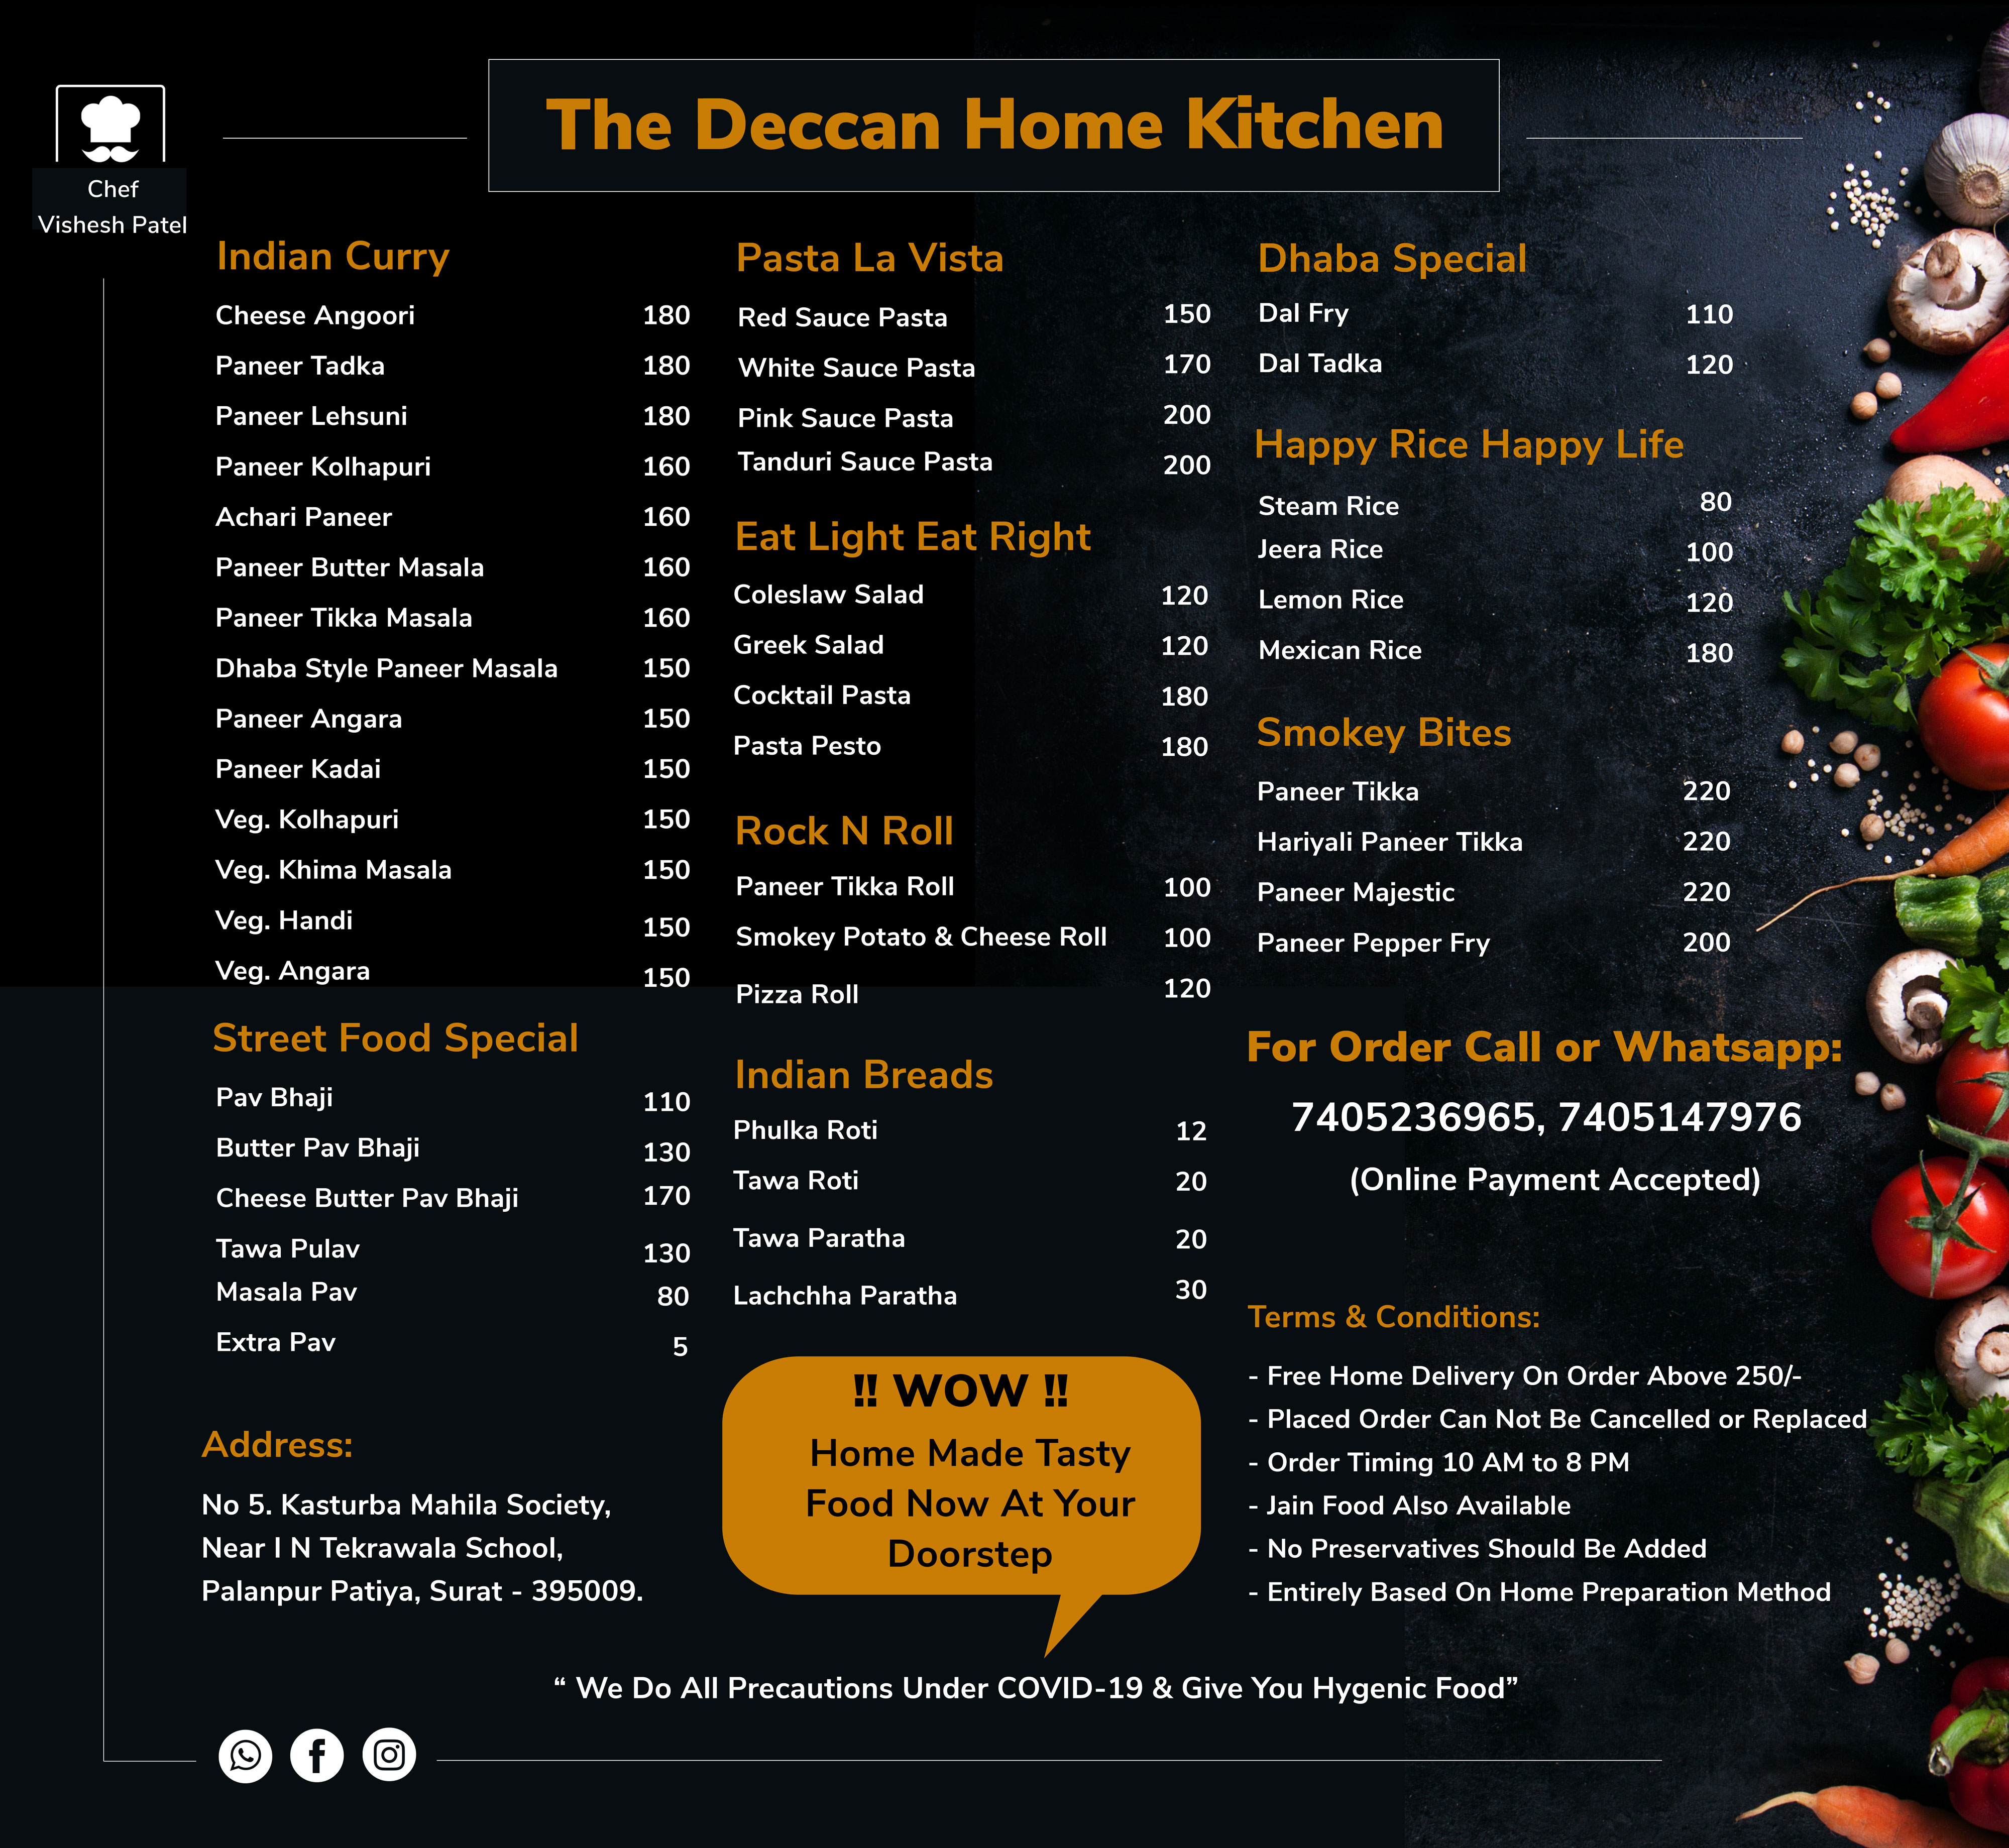 The Deccan Home Kitchen
Chef
Vishesh Patel
Indian Curry
Cheese Angoori 180
Paneer Tadka 180
Paneer Lehsuni 180
Paneer Kolhapuri 160
Achari Paneer 160
Paneer Butter Masala 160
Paneer Tikka Masala 160
Dhaba Style Paneer Masala 150
Paneer Angara 150
Paneer Kadai 150
Veg. Kolhapuri 150
Veg. Khima Masala 150
Veg. Handi 150
Veg. Angara 150
Street Food Special
Pav Bhaji 110
Butter Pav Bhaji 130
Cheese Butter Pav Bhaji 170
Tawa Pulav 130
Masala Pav 80
Extra Pav 5
Address:
No 5. Kasturba Mahila Society,
Near I N Tekrawala School,
Palanpur Patiya, Surat - 395009.
Pasta La Vista
Red Sauce Pasta 150
White Sauce Pasta 170
Pink Sauce Pasta 200
Tanduri Sauce Pasta 200
Eat Light Eat Right
Coleslaw Salad 120
Greek Salad 120
Cocktail Pasta 180
Pasta Pesto 180
Rock N Roll
Paneer Tikka Roll 100
Smokey Potato & Cheese Roll 100
Pizza Roll 120
Indian Breads
Phulka Roti 12
Tawa Roti 20
Tawa Paratha 20
Lachchha Paratha 30
!! WOW !!
Home Made Tasty
Food Now At Your
Doorstep
Dhaba Special
Dal Fry 110
Dal Tadka 120
Happy Rice Happy Life
Steam Rice 80
Jeera Rice 100
Lemon Rice 120
Mexican Rice 180
Smokey Bites
Paneer Tikka 220
Hariyali Paneer Tikka 220
Paneer Majestic 220
Paneer Pepper Fry 200
For Order Call or Whatsapp:
7405236965, 7405147976
(Online Payment Accepted)
Terms & Conditions:
- Free Home Delivery On Order Above 250/-
- Placed Order Can Not Be Cancelled or Replaced
- Order Timing 10 AM to 8 PM
- Jain Food Also Available
- No Preservatives Should Be Added
- Entirely Based On Home Preparation Method
“ We Do All Precautions Under COVID-19 & Give You Hygenic Food”